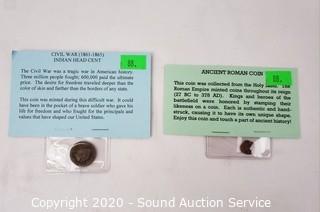 CIVIL WAR (1861-1865)
INDIAN HEAD CENT
88.
The Civil War was a tragic war in American history.
Three million people fought; 600,000 paid the ultimate
price. The desire for freedom traveled deeper than the
color of skin and farther than the borders of any state.
This coin was minted during this difficult war. It could
have been in the pocket of a brave soldier who gave his
life for freedom and who fought for the principals and
values that have shaped our United States.
ANCIENT ROMAN COIN
88.
This coin was collected from the Holy Land. The
Roman Empire minted coins throughout its reign
(27 BC to 378 AD). Kings and heroes of the
battlefield were honored by stamping their
likeness on a coin. Each is authentic and hand-
struck, causing it to have its own unique shape.
Enjoy this coin and touch a part of ancient history!
Copyright 2020 - Sound Auction Service